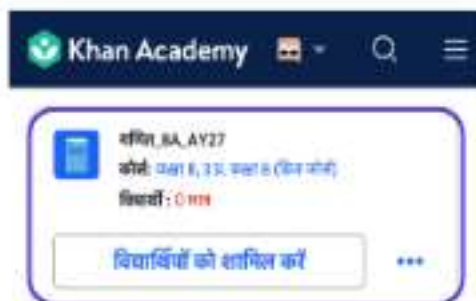 Khan Academy
गणित_8A_AY27
कोर्स: कक्षा 8,
विद्यार्थी : 0 छात्र
विद्यार्थियों को शामिल करें